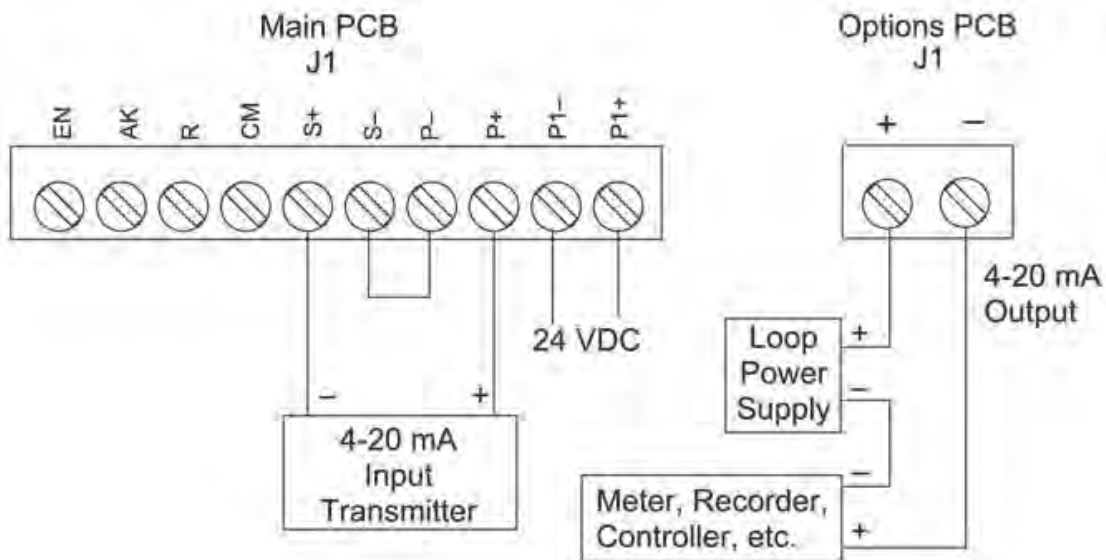 Main PCB
J1
EN AK R CM S+ S– P– P+ P1– P1+
24 VDC
– +
4-20 mA
Input
Transmitter
Options PCB
J1
+ –
4-20 mA
Output
+
Loop
Power
Supply
–
–
Meter, Recorder,
Controller, etc.
+